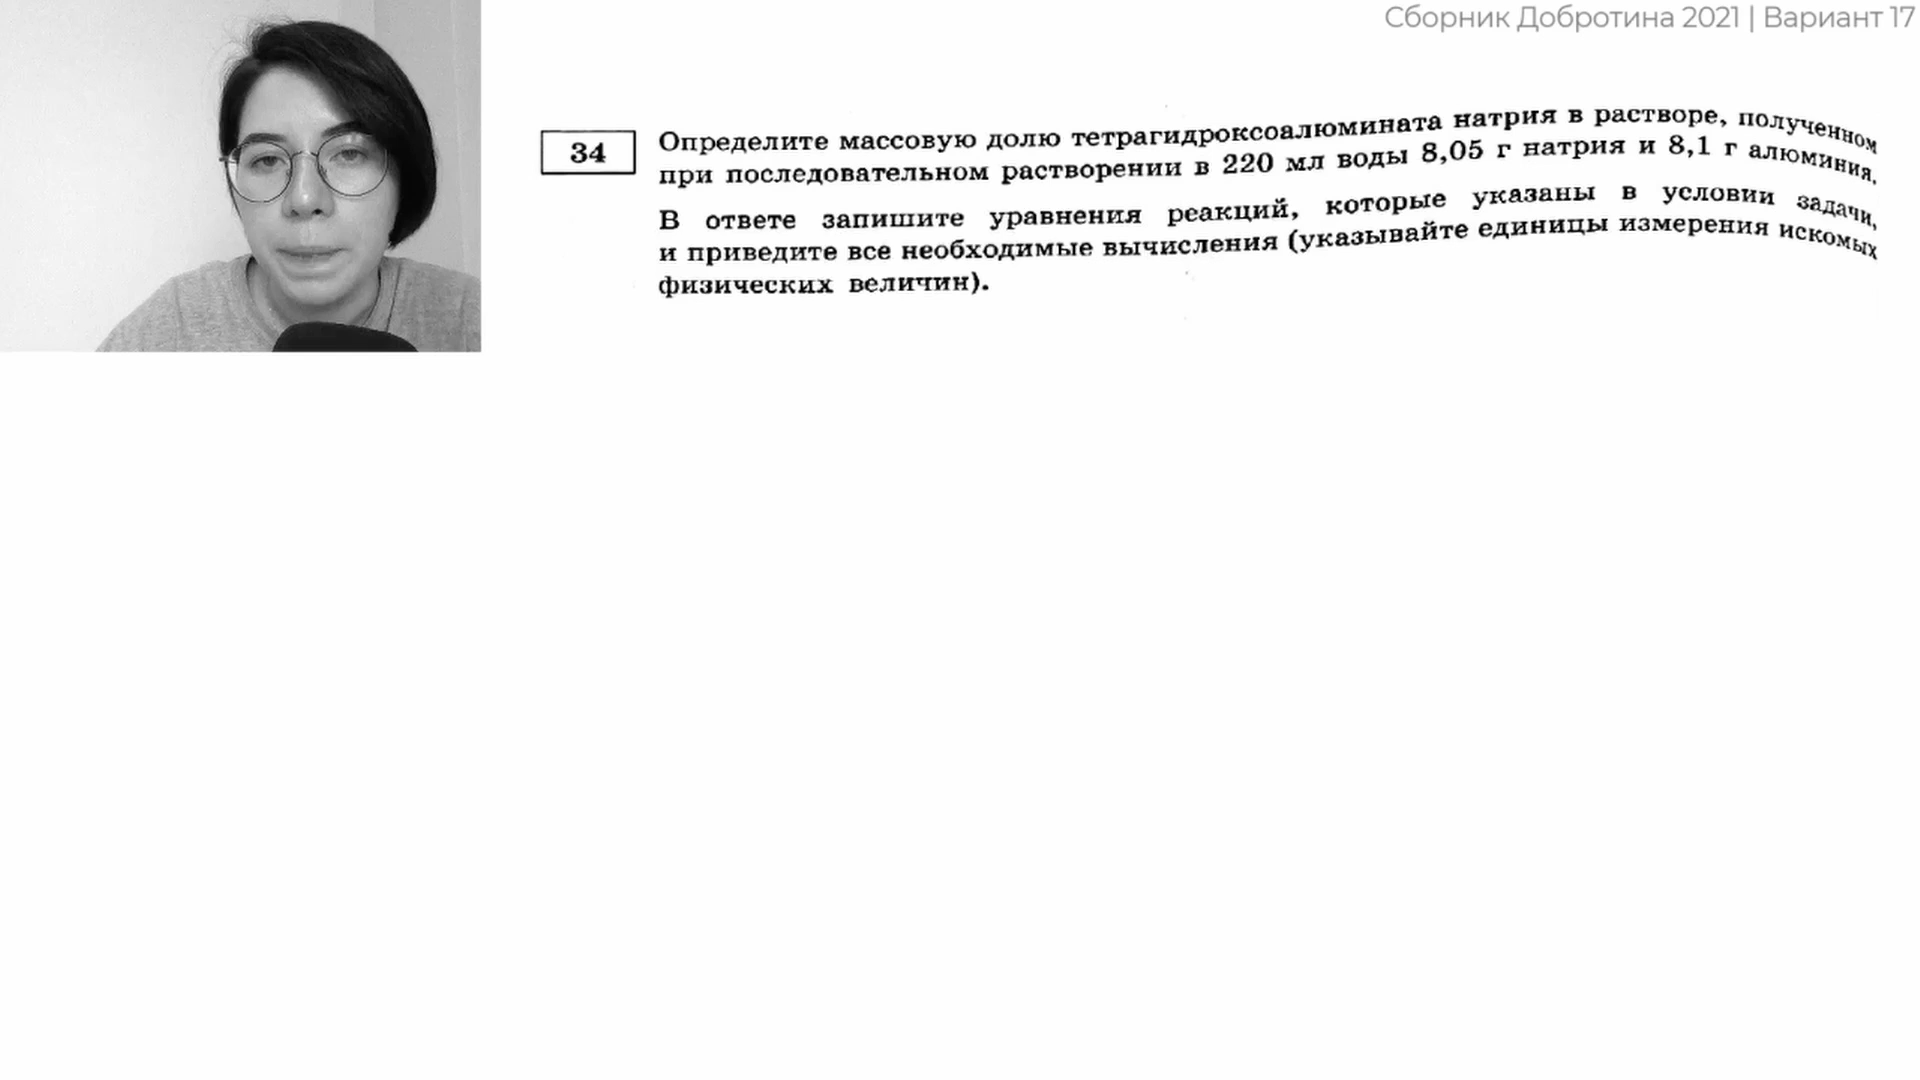 Сборник Добротина 2021 | Вариант 17
34
Определите массовую долю тетрагидроксоалюмината натрия в растворе, полученном
при последовательном растворении в 220 мл воды 8,05 г натрия и 8,1 г алюминия.
В ответе запишите уравнения реакций, которые указаны в условии задачи,
и приведите все необходимые вычисления (указывайте единицы измерения искомых
физических величин).